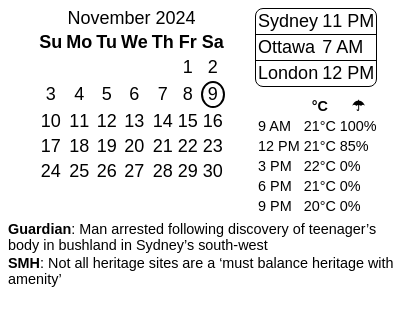 November 2024
Su Mo Tu We Th Fr Sa
1 2
3 4 5 6 7 8 9
10 11 12 13 14 15 16
17 18 19 20 21 22 23
24 25 26 27 28 29 30
Sydney 11 PM
Ottawa 7 AM
London 12 PM
°C ☂
9 AM 21°C 100%
12 PM 21°C 85%
3 PM 22°C 0%
6 PM 21°C 0%
9 PM 20°C 0%
Guardian: Man arrested following discovery of teenager’s
body in bushland in Sydney’s south-west
SMH: Not all heritage sites are a ‘must balance heritage with
amenity’